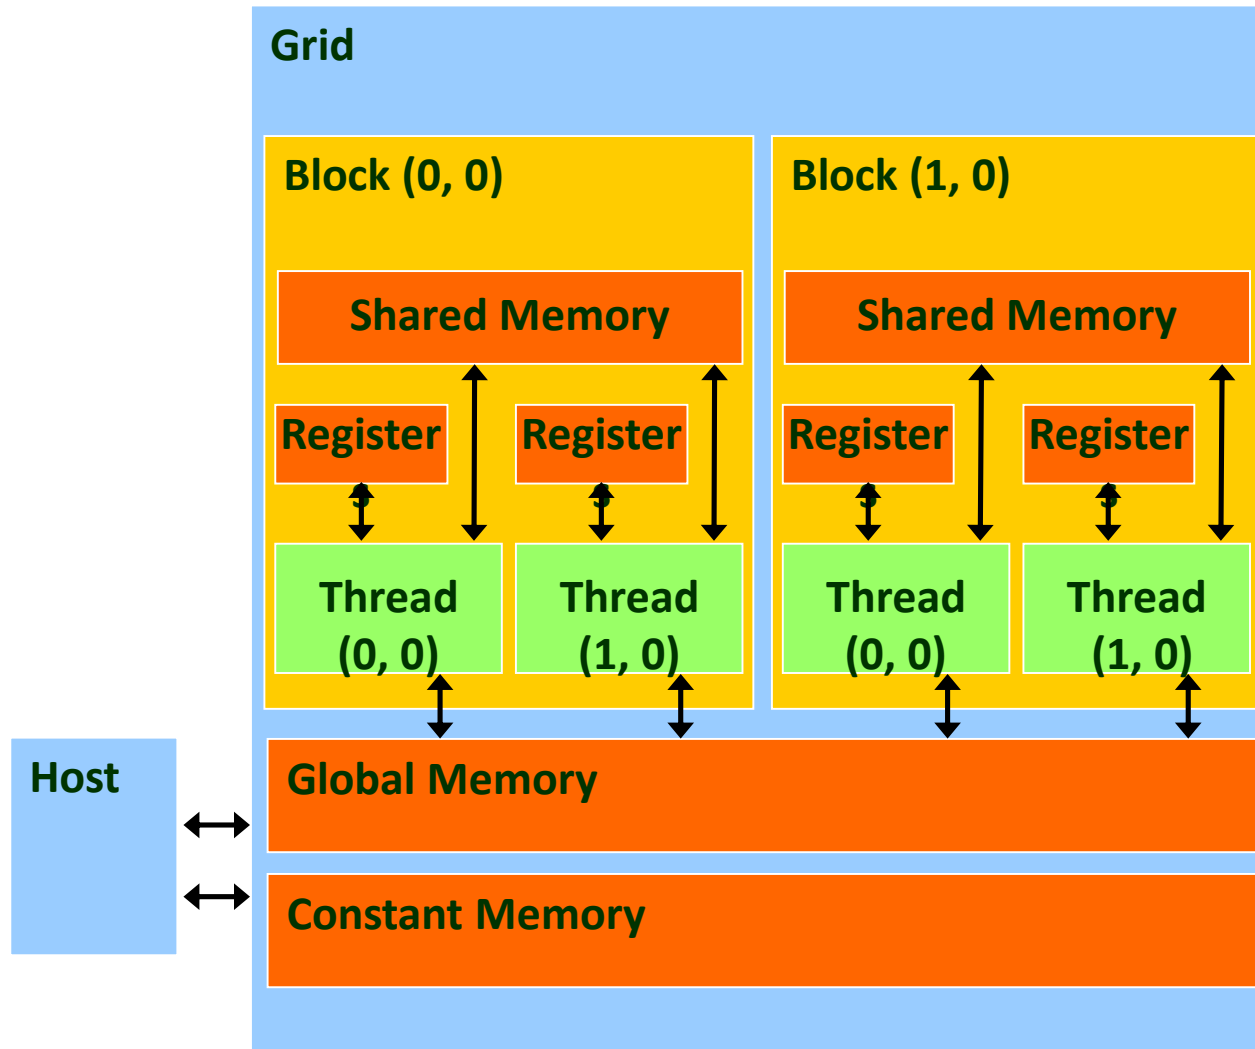 Grid
Block (0, 0)
Block (1, 0)
Shared Memory
Shared Memory
Register
Register
Register
Register
s
s
s
s
Thread
(0, 0)
Thread
(1, 0)
Thread
(0, 0)
Thread
(1, 0)
Host
Global Memory
Constant Memory